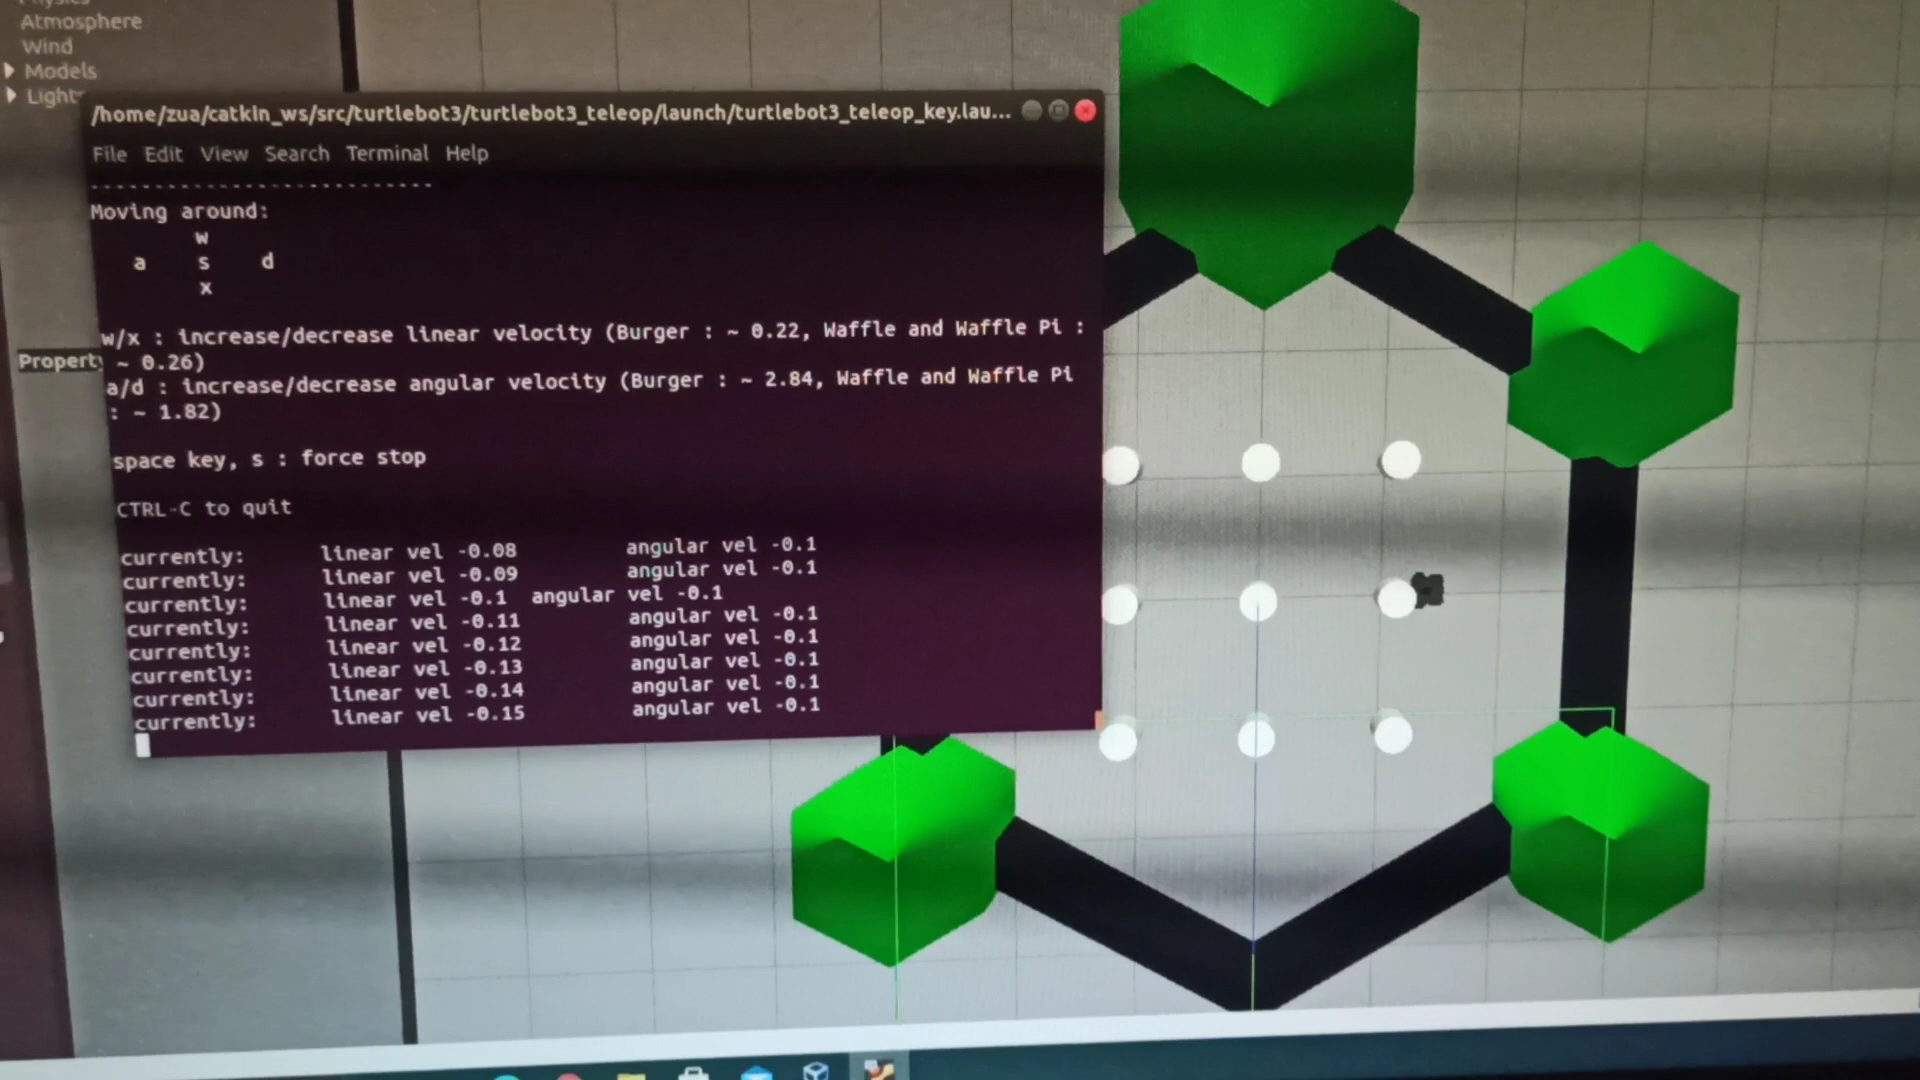 Atmosphere
Wind
Models
/home/zua/catkin_ws/src/turtlebot3/turtlebot3_teleop/launch/turtlebot3_teleop_key.lau...
File Edit View Search Terminal Help
---------------------------
Moving around:
w
a s d
x
w/x : increase/decrease linear velocity (Burger : ~ 0.22, Waffle and Waffle Pi :
~ 0.26)
Property
a/d : increase/decrease angular velocity (Burger : ~ 2.84, Waffle and Waffle Pi
: ~ 1.82)
space key, s : force stop
CTRL-C to quit
currently: linear vel -0.08 angular vel -0.1
currently: linear vel -0.09 angular vel -0.1
currently: linear vel -0.1 angular vel -0.1
currently: linear vel -0.11 angular vel -0.1
currently: linear vel -0.12 angular vel -0.1
currently: linear vel -0.13 angular vel -0.1
currently: linear vel -0.14 angular vel -0.1
currently: linear vel -0.15 angular vel -0.1